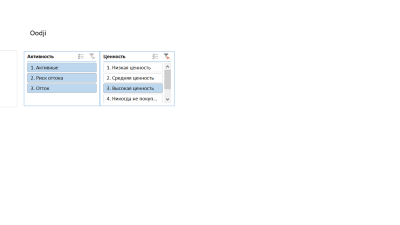 Oodji
Активность
1. Активные
2. Риск оттока
3. Отток
Ценность
1. Низкая ценность
2. Средняя ценность
3. Высокая ценность
4. Никогда не покуп...